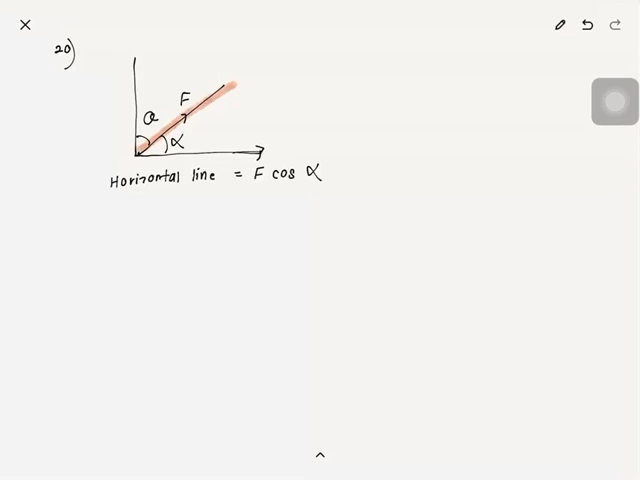 20)
F
θ
α
Horizontal line = F cos α